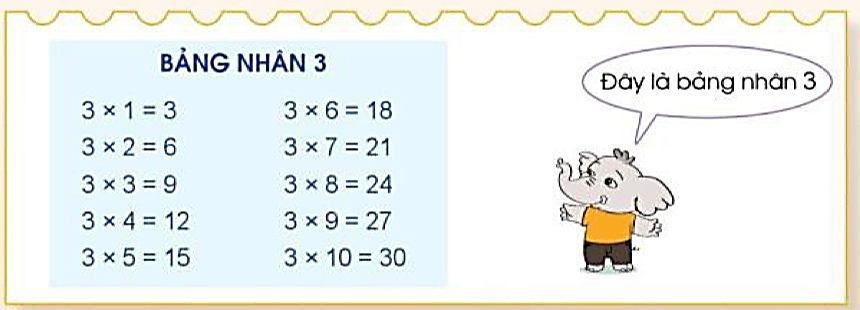 BẢNG NHÂN 3
3 × 1 = 3
3 × 2 = 6
3 × 3 = 9
3 × 4 = 12
3 × 5 = 15
3 × 6 = 18
3 × 7 = 21
3 × 8 = 24
3 × 9 = 27
3 × 10 = 30
Đây là bảng nhân 3